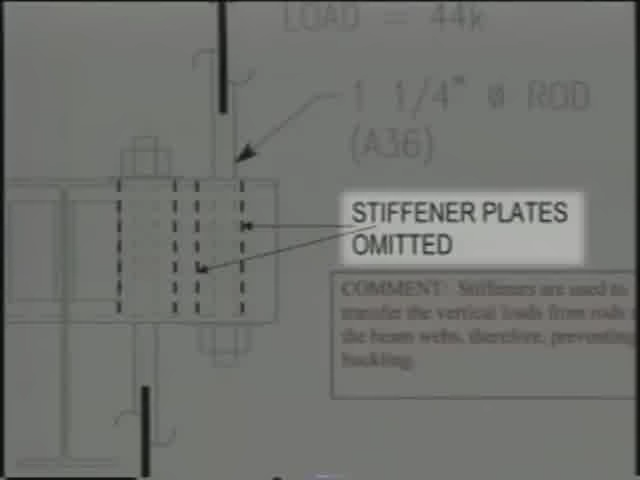 LOAD = 44k
1 1/4" ø ROD
(A36)
STIFFENER PLATES
OMITTED
COMMENT: Stiffeners are used to
transfer the vertical loads from rods
the beam webs, therefore, preventing
buckling.